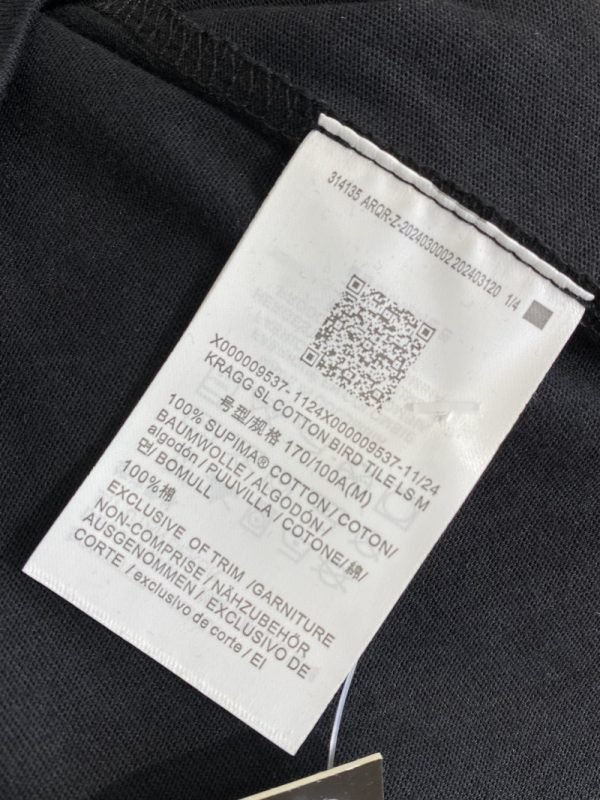 314135 ARQR-Z-2024030002 202403120 1/4
X000009537-1124X000009537-11/24
KRAGG SL COTTON BIRD TILE LS M
号型/规格 170/100A(M)
100% SUPIMA® COTTON / COTON/
BAUMWOLLE / ALGODÓN /
algodón / PUUVILLA / COTONE/綿/
면/ BOMULL
100%棉
EXCLUSIVE OF TRIM /GARNITURE
NON-COMPRISE / NÄHZUBEHÖR
AUSGENOMMEN / EXCLUSIVO DE
CORTE / exclusivo de corte / EI